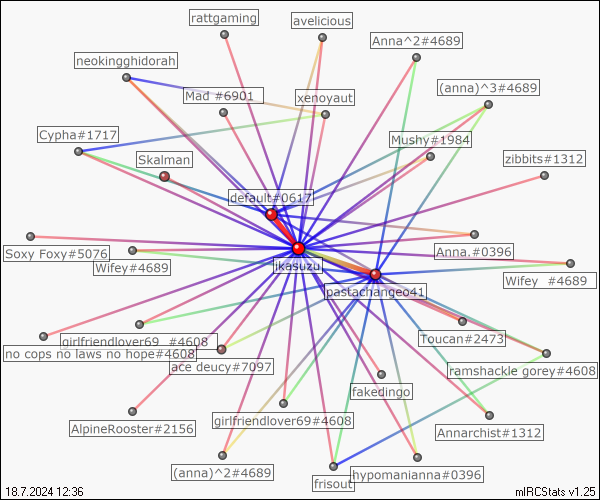 rattgaming
avelicious
Anna^2#4689
neokingghidorah
(anna)^3#4689
Mad #6901
xenoyaut
Cypha#1717
Mushy#1984
Skalman
zibbits#1312
default#0617
Soxy Foxy#5076
Anna.#0396
Wifey#4689
ikasuzu
Wifey #4689
pastachangeo41
girlfriendlover69 #4608
Toucan#2473
no cops no laws no hope#4608
ace deucy#7097
ramshackle gorey#4608
fakedingo
AlpineRooster#2156
girlfriendlover69#4608
Annarchist#1312
(anna)^2#4689
frisout
hypomanianna#0396
18.7.2024 12:36
mIRCStats v1.25